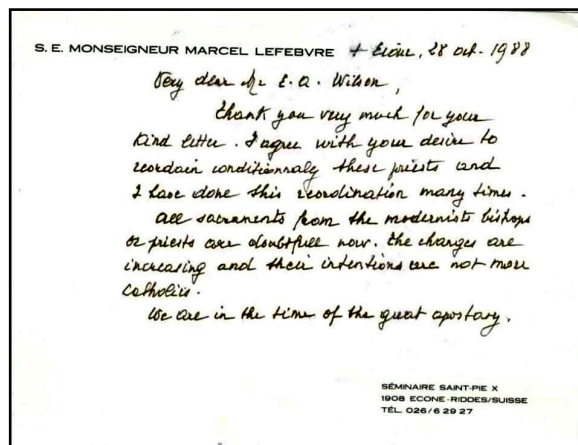 S. E. MONSEIGNEUR MARCEL LEFEBVRE + Ecône, 28 oct. 1988
Very dear Mr E. A. Wilson,
thank you very much for your
kind letter. I agree with your desire to
reordain conditionnaly these priests and
I have done this reordination many times.
All sacraments from the modernists bishops
or priests are doubtfull now. The changes are
increasing and their intentions are not more
catholics.
We are in the time of the great apostasy.
SÉMINAIRE SAINT-PIE X
1908 ECONE-RIDDES/SUISSE
TÉL. 026/6 29 27